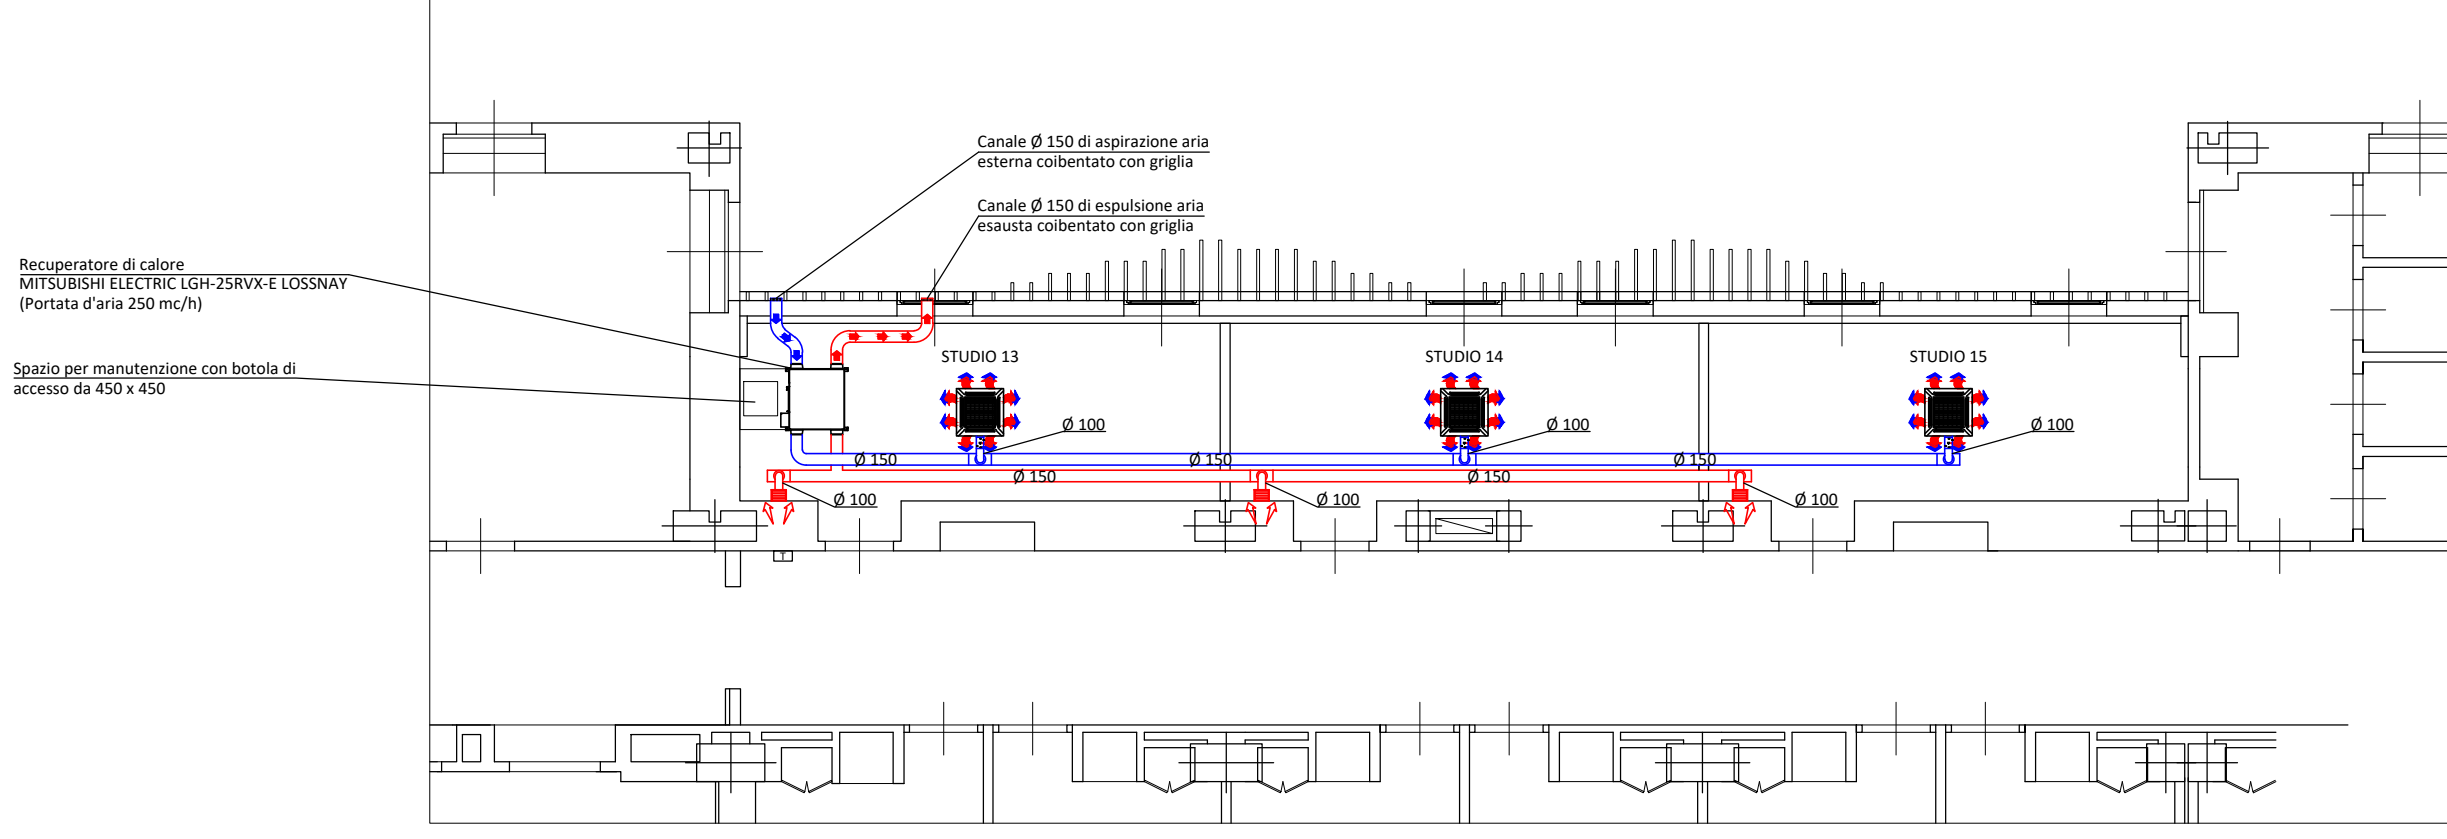 Canale Ø 150 di aspirazione aria
esterna coibentato con griglia
Canale Ø 150 di espulsione aria
esausta coibentato con griglia
Recuperatore di calore
MITSUBISHI ELECTRIC LGH-25RVX-E LOSSNAY
(Portata d'aria 250 mc/h)
Spazio per manutenzione con botola di
accesso da 450 x 450
STUDIO 13
STUDIO 14
STUDIO 15
Ø 100
Ø 100
Ø 100
Ø 150
Ø 150
Ø 150
Ø 150
Ø 150
Ø 100
Ø 100
Ø 100
T